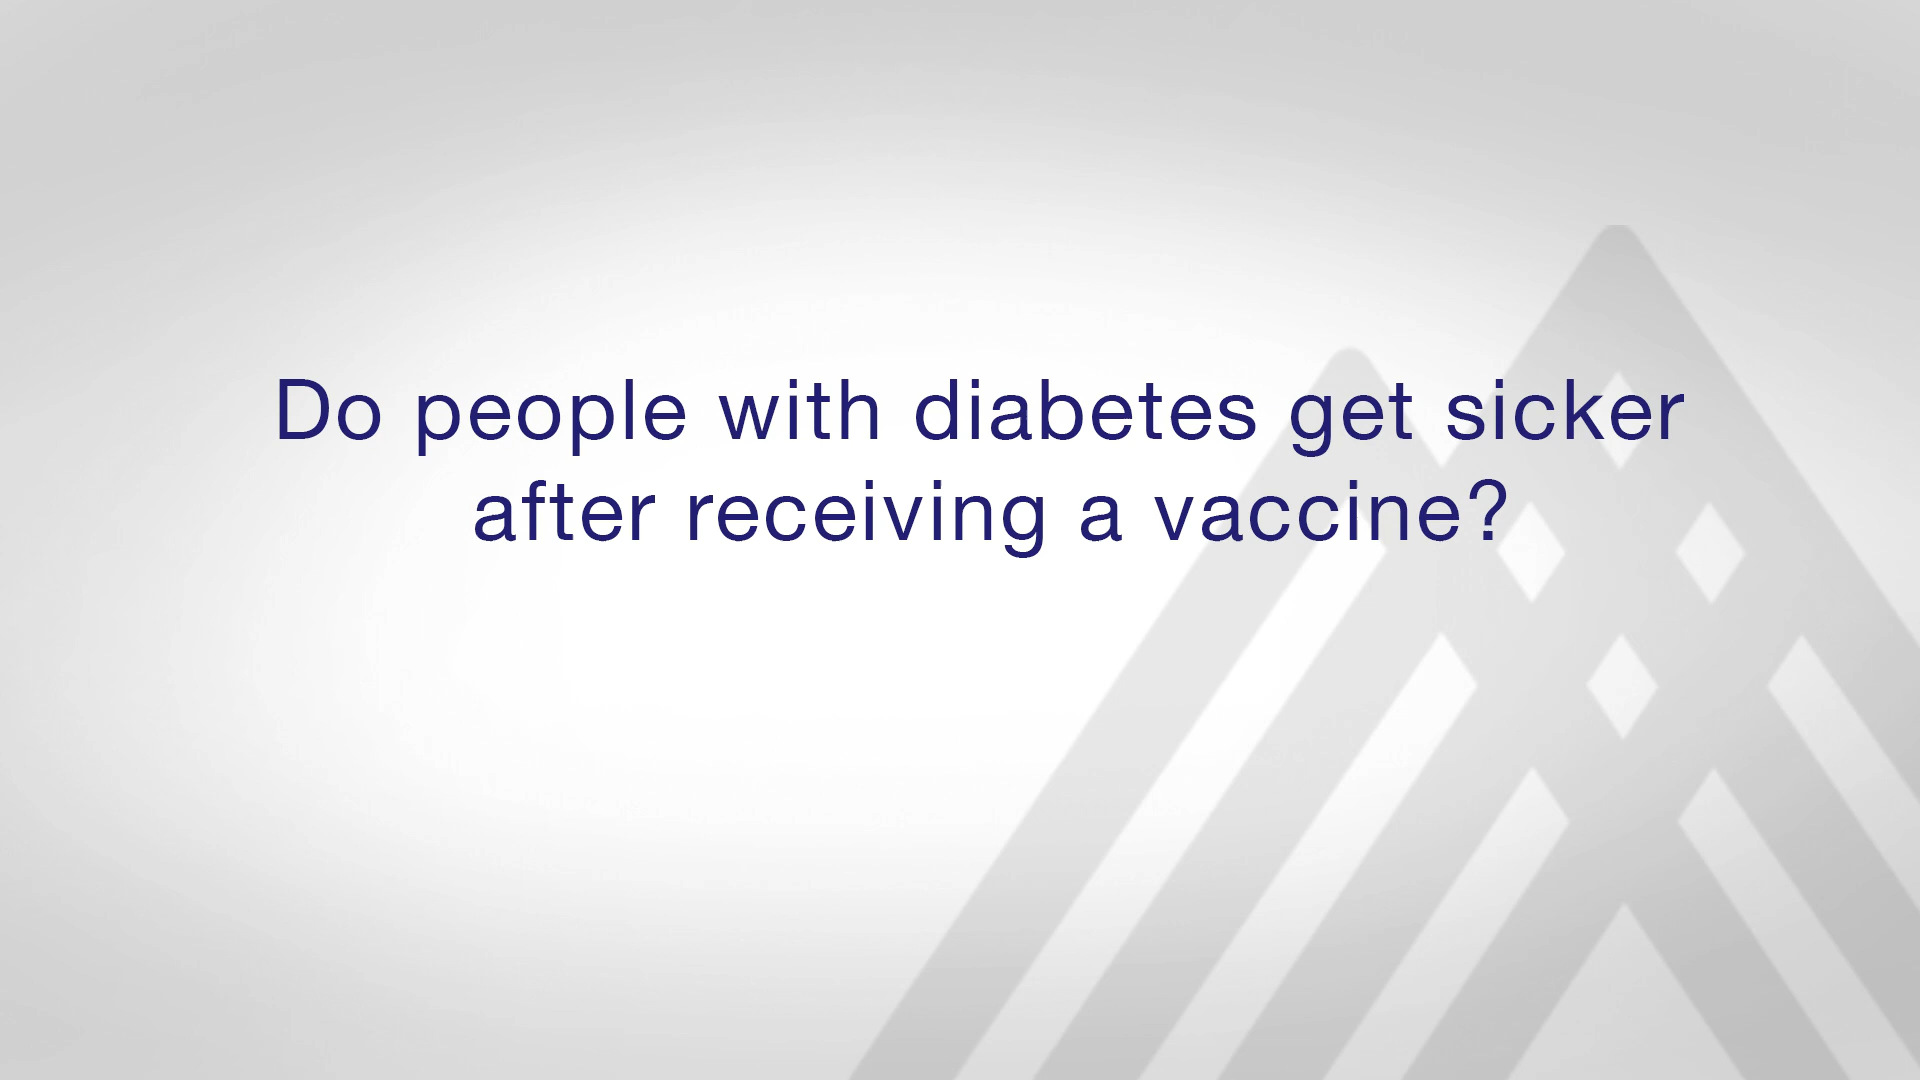 Do people with diabetes get sicker
after receiving a vaccine?